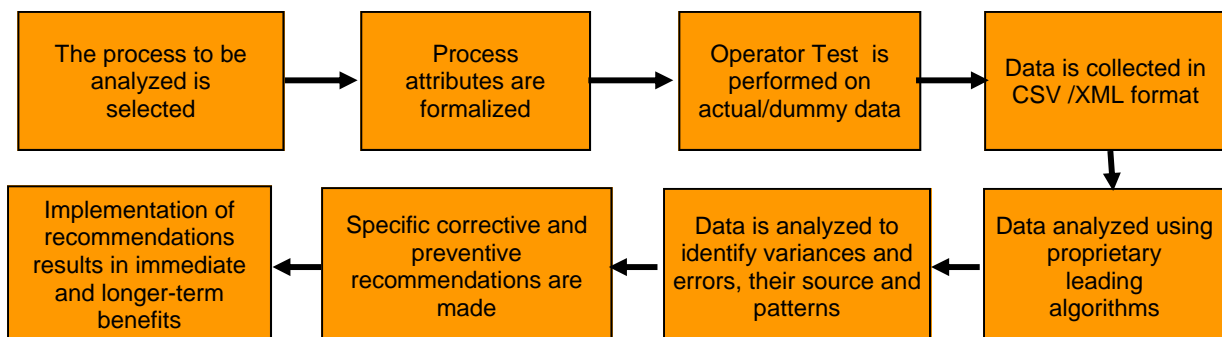 The process to be
analyzed is
selected
Process
attributes are
formalized
Operator Test is
performed on
actual/dummy data
Data is collected in
CSV /XML format
Data analyzed using
proprietary
leading
algorithms
Data is analyzed to
identify variances and
errors, their source and
patterns
Specific corrective and
preventive
recommendations are
made
Implementation of
recommendations
results in immediate
and longer-term
benefits